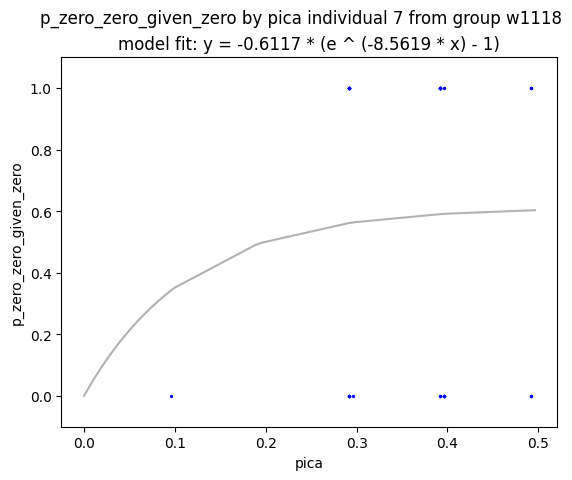 p_zero_zero_given_zero by pica individual 7 from group w1118
model fit: y = -0.6117 * (e ^ (-8.5619 * x) - 1)
p_zero_zero_given_zero
1.0
0.8
0.6
0.4
0.2
0.0
0.0 0.1 0.2 0.3 0.4 0.5
pica